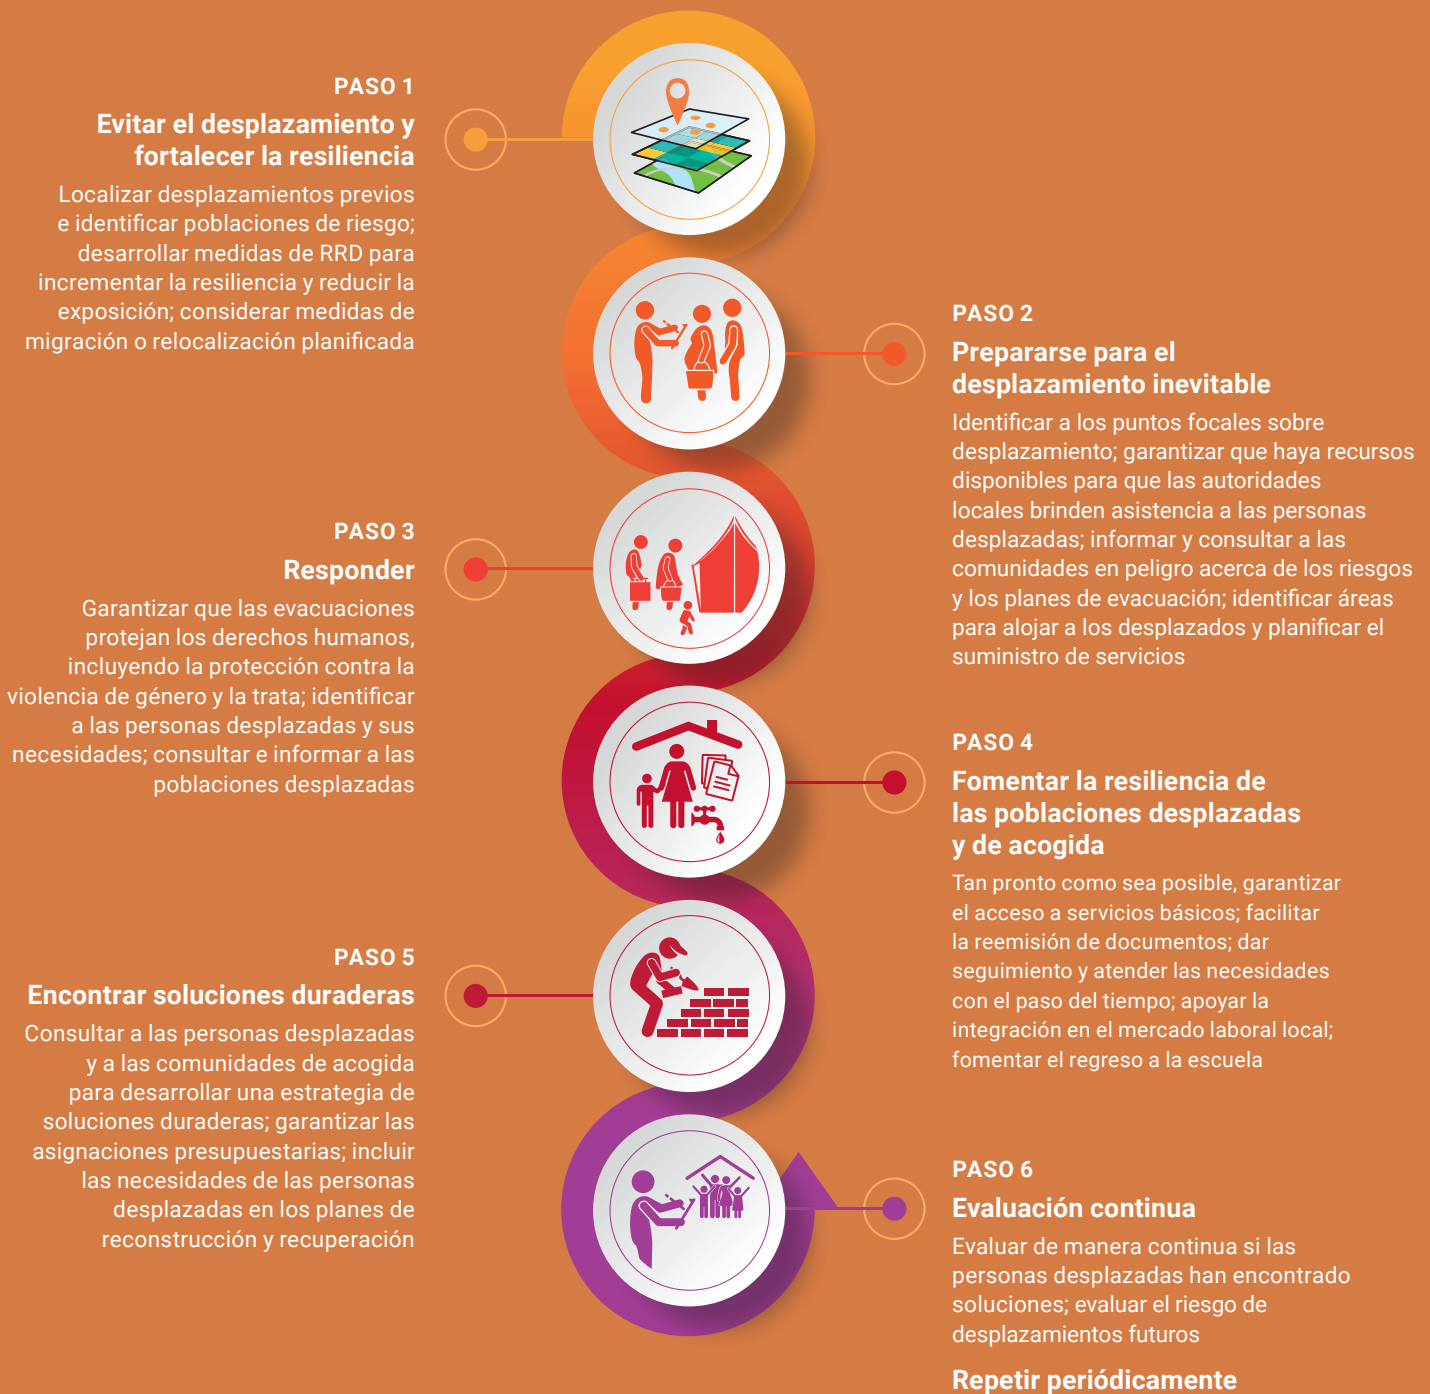 PASO 1
Evitar el desplazamiento y
fortalecer la resiliencia
Localizar desplazamientos previos
e identificar poblaciones de riesgo;
desarrollar medidas de RRD para
incrementar la resiliencia y reducir la
exposición; considerar medidas de
migración o relocalización planificada
PASO 2
Prepararse para el
desplazamiento inevitable
Identificar a los puntos focales sobre
desplazamiento; garantizar que haya recursos
disponibles para que las autoridades
locales brinden asistencia a las personas
desplazadas; informar y consultar a las
comunidades en peligro acerca de los riesgos
y los planes de evacuación; identificar áreas
para alojar a los desplazados y planificar el
suministro de servicios
PASO 3
Responder
Garantizar que las evacuaciones
protejan los derechos humanos,
incluyendo la protección contra la
violencia de género y la trata; identificar
a las personas desplazadas y sus
necesidades; consultar e informar a las
poblaciones desplazadas
PASO 4
Fomentar la resiliencia de
las poblaciones desplazadas
y de acogida
Tan pronto como sea posible, garantizar
el acceso a servicios básicos; facilitar
la reemisión de documentos; dar
seguimiento y atender las necesidades
con el paso del tiempo; apoyar la
integración en el mercado laboral local;
fomentar el regreso a la escuela
PASO 5
Encontrar soluciones duraderas
Consultar a las personas desplazadas
y a las comunidades de acogida
para desarrollar una estrategia de
soluciones duraderas; garantizar las
asignaciones presupuestarias; incluir
las necesidades de las personas
desplazadas en los planes de
reconstrucción y recuperación
PASO 6
Evaluación continua
Evaluar de manera continua si las
personas desplazadas han encontrado
soluciones; evaluar el riesgo de
desplazamientos futuros
Repetir periódicamente